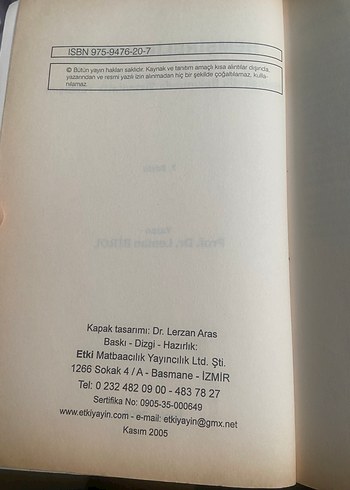 ISBN 975-9476-20-7
© Bütün yayın hakları saklıdır. Kaynak ve tanıtım amaçlı kısa alıntılar dışında,
yazarından ve resmi yazılı izin alınmadan hiç bir şekilde çoğaltılamaz, kulla-
nılamaz.
Kapak tasarımı: Dr. Lerzan Aras
Baskı - Dizgi - Hazırlık:
Etki Matbaacılık Yayıncılık Ltd. Şti.
1266 Sokak 4 / A - Basmane - İZMİR
Tel: 0 232 482 09 00 - 483 78 27
Sertifika No: 0905-35-000649
www.etkiyayin.com - e-mail: etkiyayin@gmx.net
Kasım 2005